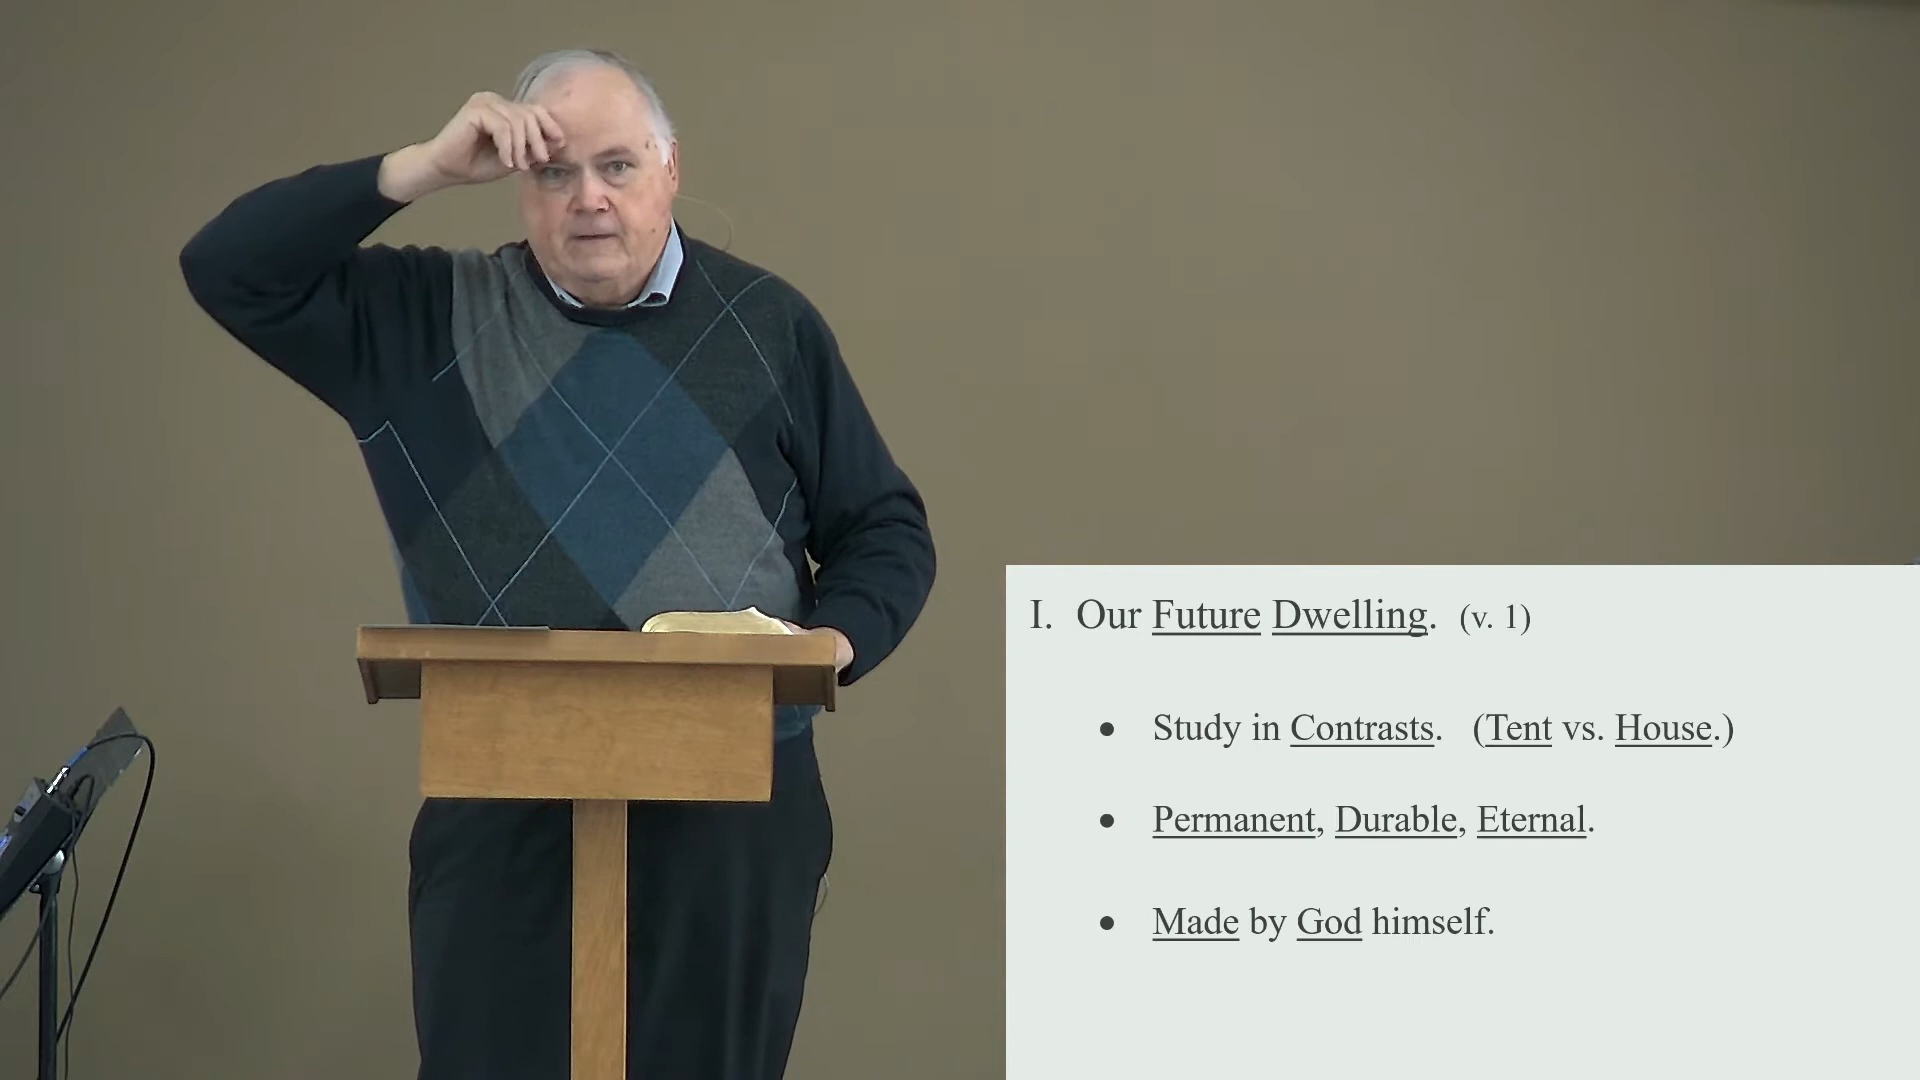 I. Our Future Dwelling. (v. 1)
• Study in Contrasts. (Tent vs. House.)
• Permanent, Durable, Eternal.
• Made by God himself.